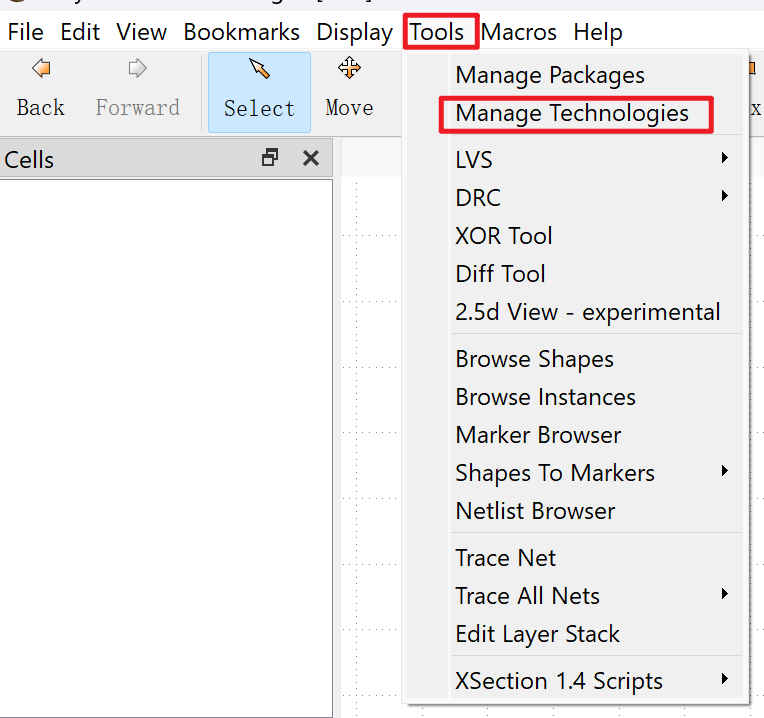 File Edit View Bookmarks Display Tools Macros Help
Back Forward Select Move
Cells
Manage Packages
Manage Technologies
LVS
DRC
XOR Tool
Diff Tool
2.5d View - experimental
Browse Shapes
Browse Instances
Marker Browser
Shapes To Markers
Netlist Browser
Trace Net
Trace All Nets
Edit Layer Stack
XSection 1.4 Scripts